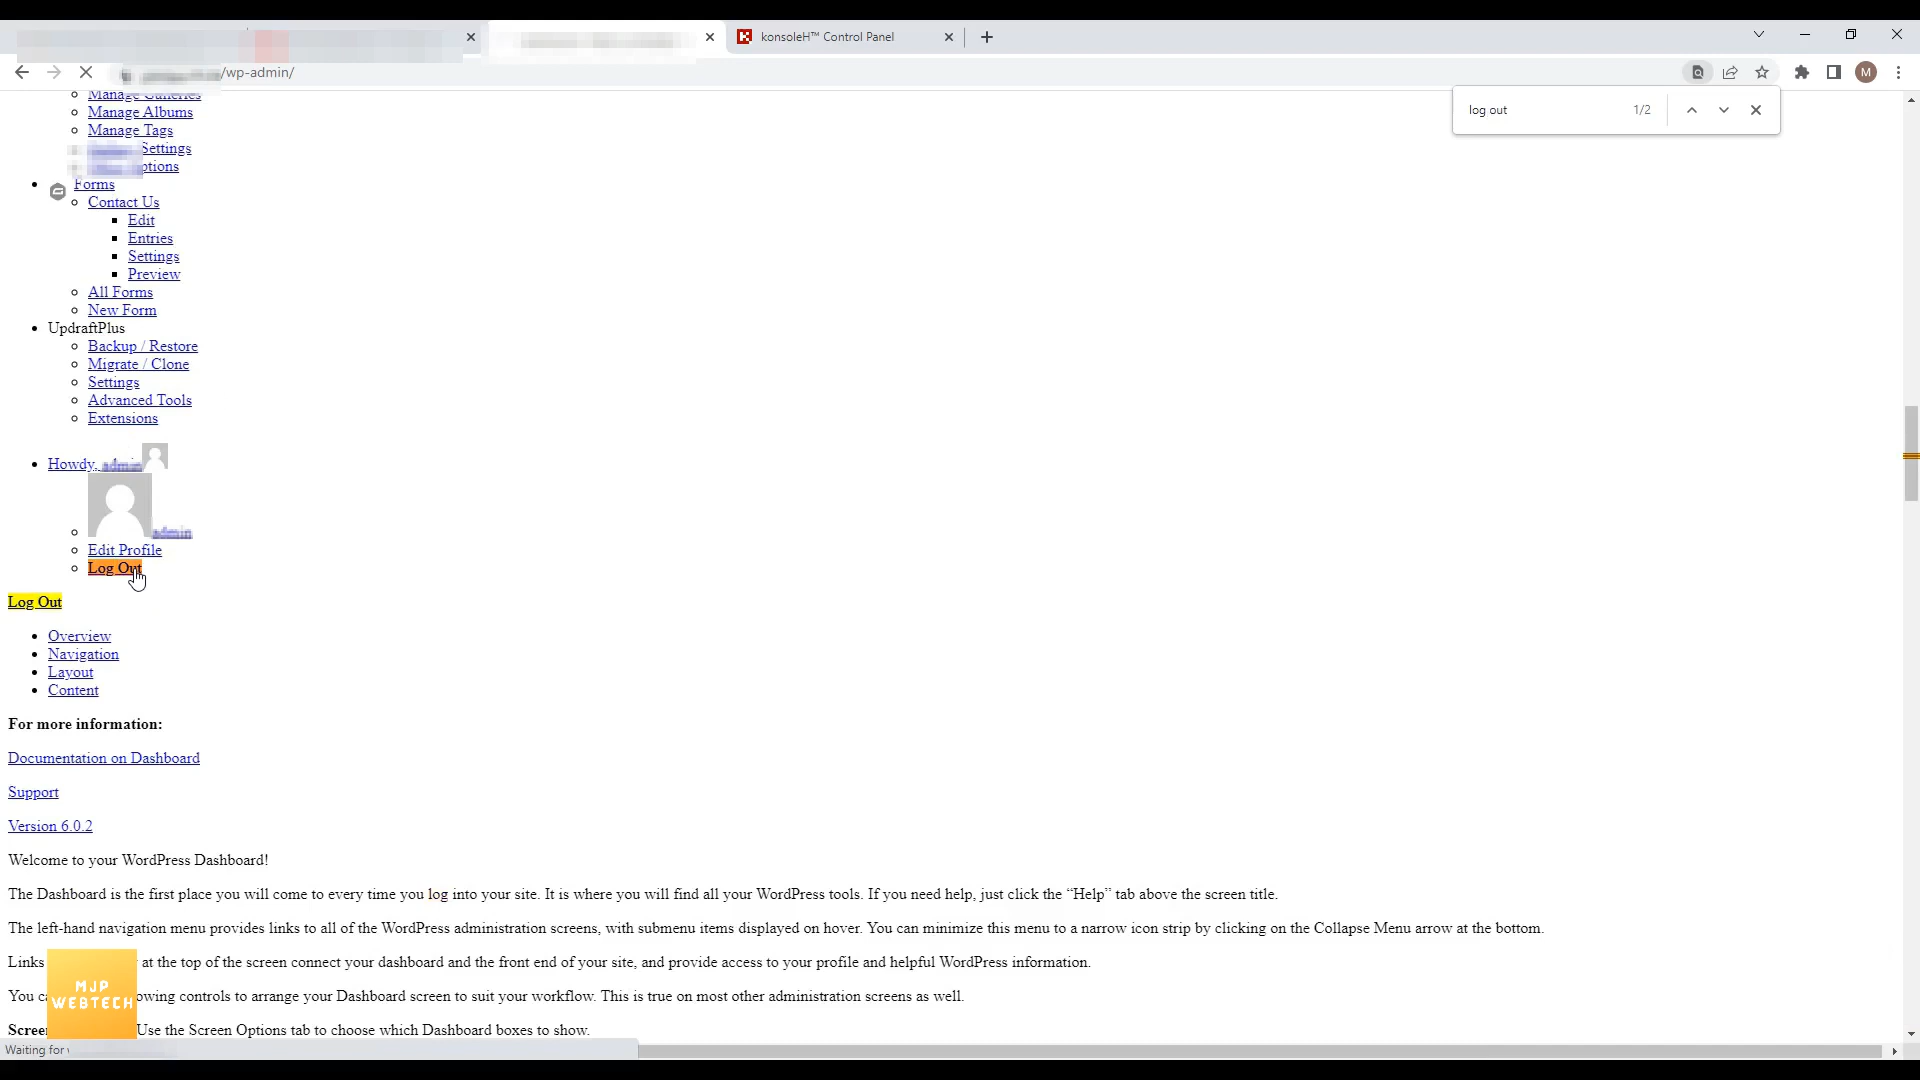 konsoleH™ Control Panel
/wp-admin/
M
log out 1/2
Manage Galleries
Manage Albums
Manage Tags
Settings
Forms
Contact Us
Edit
Entries
Settings
Preview
All Forms
New Form
UpdraftPlus
Backup / Restore
Migrate / Clone
Settings
Advanced Tools
Extensions
Howdy, admin
admin
Edit Profile
Log Out
Log Out
Overview
Navigation
Layout
Content
For more information:
Documentation on Dashboard
Support
Version 6.0.2
Welcome to your WordPress Dashboard!
The Dashboard is the first place you will come to every time you log into your site. It is where you will find all your WordPress tools. If you need help, just click the “Help” tab above the screen title.
The left-hand navigation menu provides links to all of the WordPress administration screens, with submenu items displayed on hover. You can minimize this menu to a narrow icon strip by clicking on the Collapse Menu arrow at the bottom.
Links at the top of the screen connect your dashboard and the front end of your site, and provide access to your profile and helpful WordPress information.
You owing controls to arrange your Dashboard screen to suit your workflow. This is true on most other administration screens as well.
Use the Screen Options tab to choose which Dashboard boxes to show.
MJP
WEBTECH
Waiting for